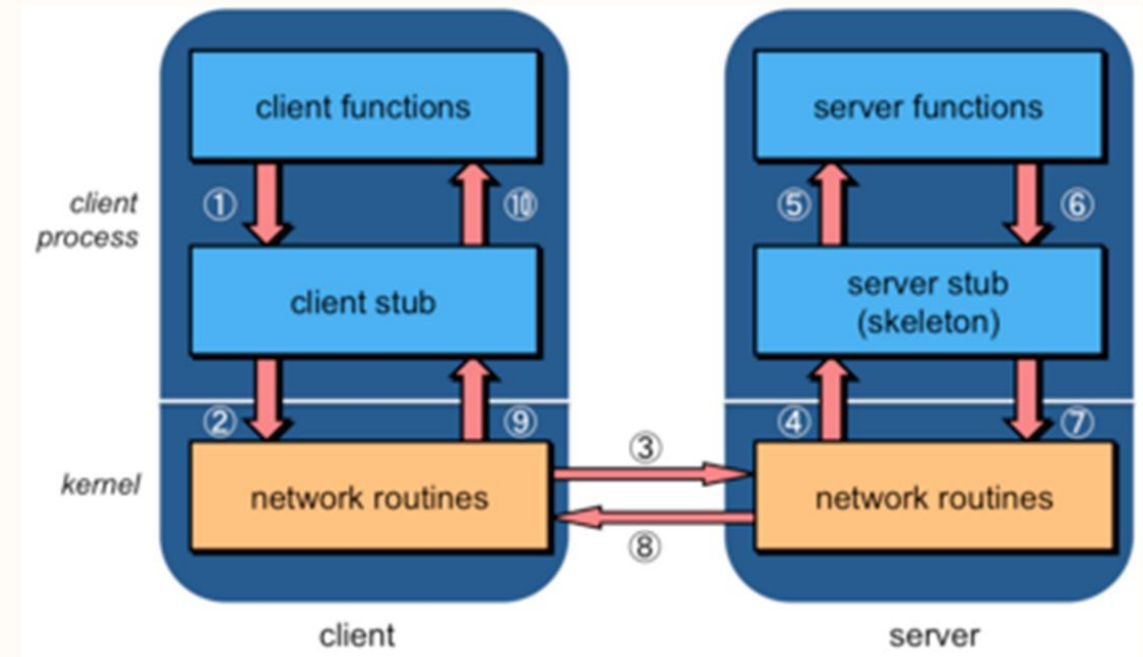 client functions
server functions
client
process
①
⑩
⑤
⑥
client stub
server stub
(skeleton)
②
⑨
④
⑦
③
kernel
network routines
network routines
⑧
client
server